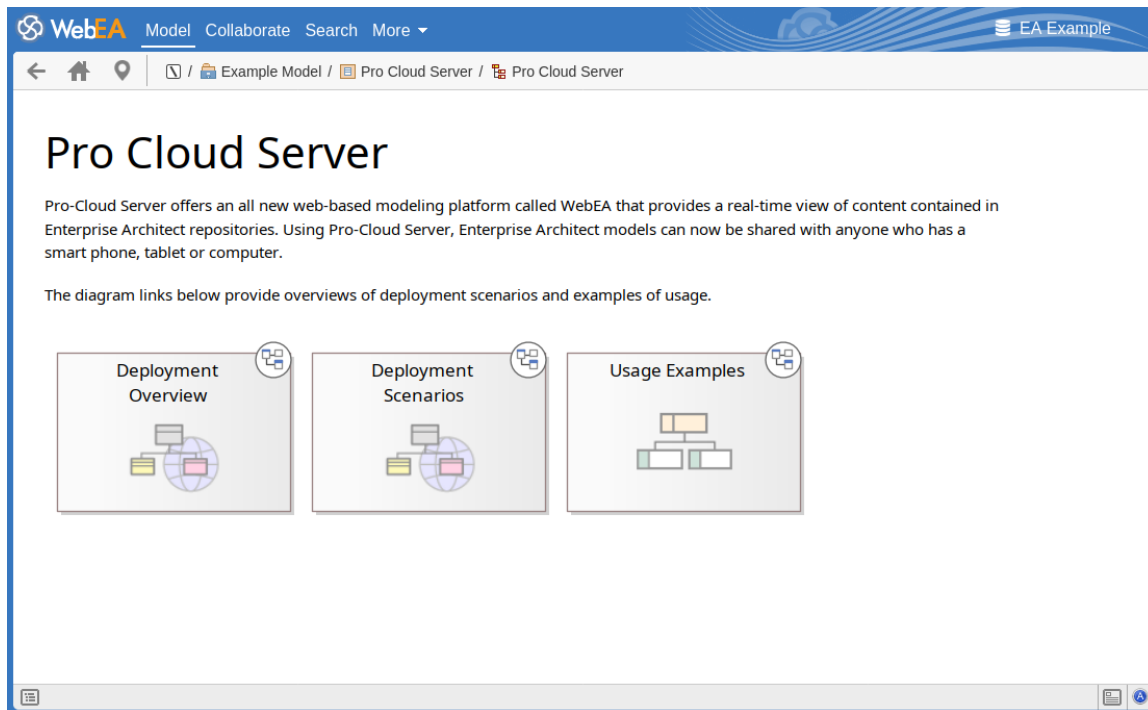 WebEA Model Collaborate Search More EA Example
/ Example Model / Pro Cloud Server / Pro Cloud Server
Pro Cloud Server
Pro-Cloud Server offers an all new web-based modeling platform called WebEA that provides a real-time view of content contained in
Enterprise Architect repositories. Using Pro-Cloud Server, Enterprise Architect models can now be shared with anyone who has a
smart phone, tablet or computer.
The diagram links below provide overviews of deployment scenarios and examples of usage.
Deployment
Overview
Deployment
Scenarios
Usage Examples
A